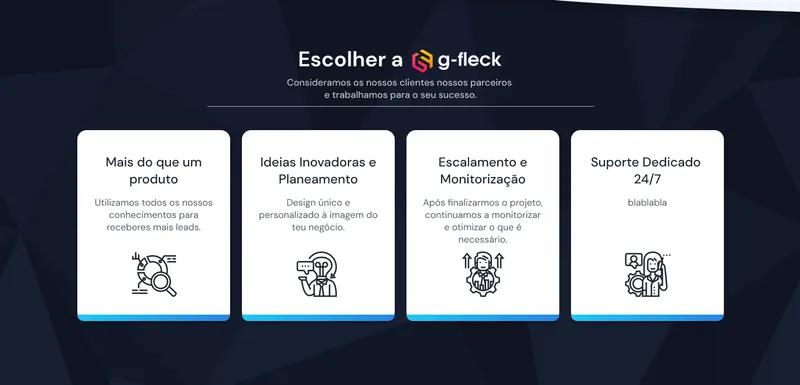 Escolher a g-fleck
Consideramos os nossos clientes nossos parceiros
e trabalhamos para o seu sucesso.
Mais do que um
produto
Utilizamos todos os nossos
conhecimentos para
receberes mais leads.
Ideias Inovadoras e
Planeamento
Design único e
personalizado à imagem do
teu negócio.
Escalamento e
Monitorização
Após finalizarmos o projeto,
continuamos a monitorizar
e otimizar o que é
necessário.
Suporte Dedicado
24/7
blablabla